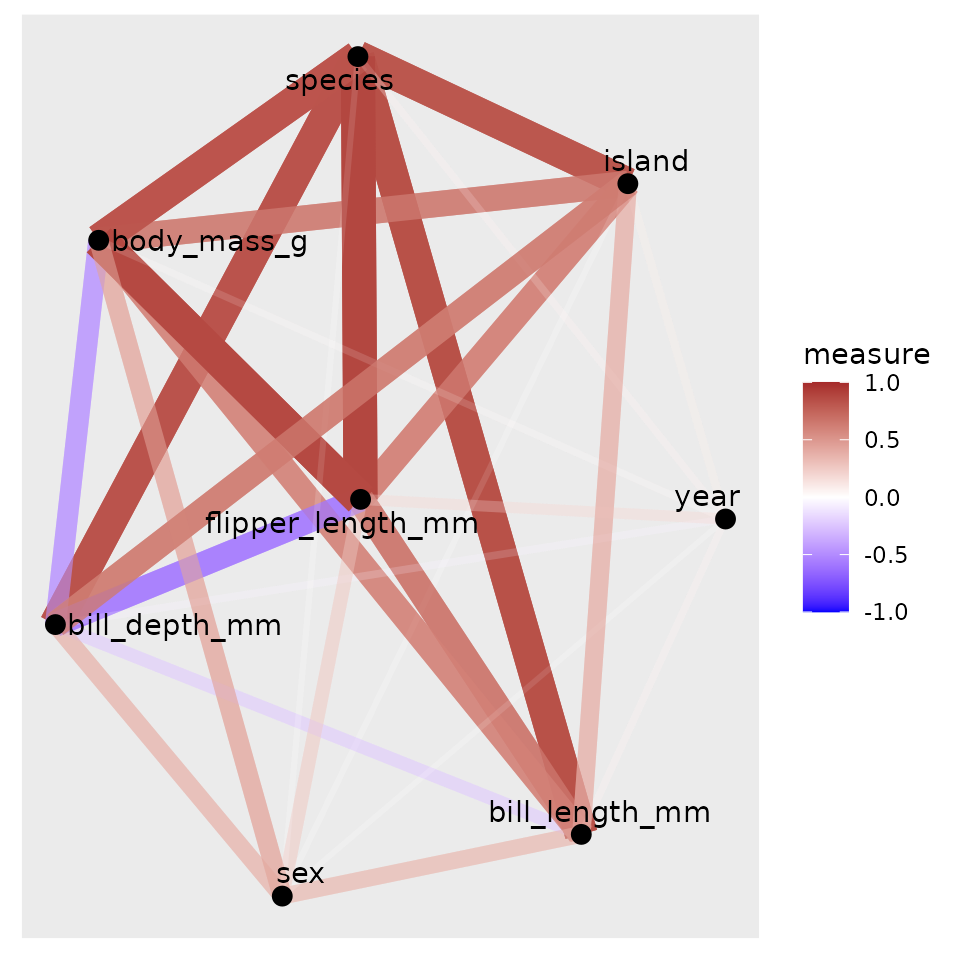 species
island
body_mass_g
measure
1.0
0.5
0.0
-0.5
-1.0
year
flipper_length_mm
bill_depth_mm
bill_length_mm
sex